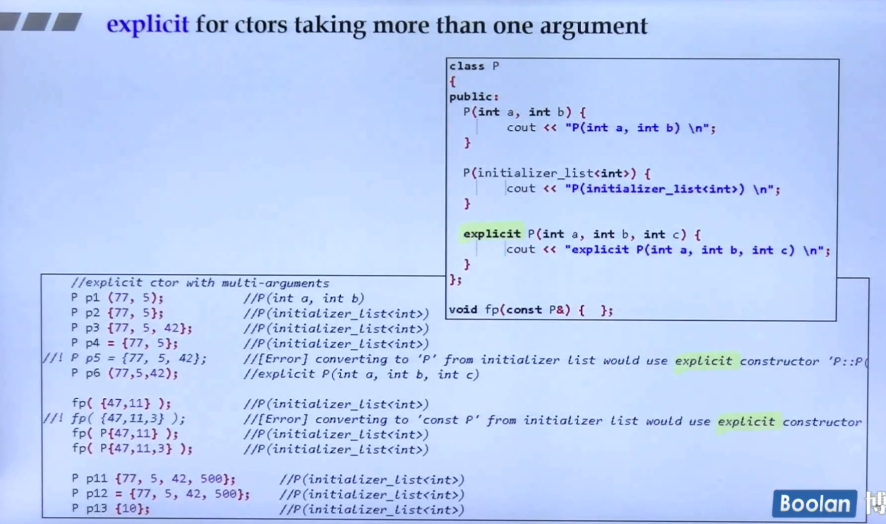 explicit for ctors taking more than one argument
class P
{
public:
P(int a, int b) {
cout << "P(int a, int b) \n";
}
P(initializer_list<int>) {
cout << "P(initializer_list<int>) \n";
}
explicit P(int a, int b, int c) {
cout << "explicit P(int a, int b, int c) \n";
}
};
void fp(const P&) { };
//explicit ctor with multi-arguments
P p1 (77, 5); //P(int a, int b)
P p2 {77, 5}; //P(initializer_list<int>)
P p3 {77, 5, 42}; //P(initializer_list<int>)
P p4 = {77, 5}; //P(initializer_list<int>)
//! P p5 = {77, 5, 42}; //[Error] converting to 'P' from initializer list would use explicit constructor 'P::P(
P p6 (77,5,42); //explicit P(int a, int b, int c)
fp( {47,11} ); //P(initializer_list<int>)
//! fp( {47,11,3} ); //[Error] converting to 'const P' from initializer list would use explicit constructor
fp( P{47,11} ); //P(initializer_list<int>)
fp( P{47,11,3} ); //P(initializer_list<int>)
P p11 {77, 5, 42, 500}; //P(initializer_list<int>)
P p12 = {77, 5, 42, 500}; //P(initializer_list<int>)
P p13 {10}; //P(initializer_list<int>)
Boolan 博